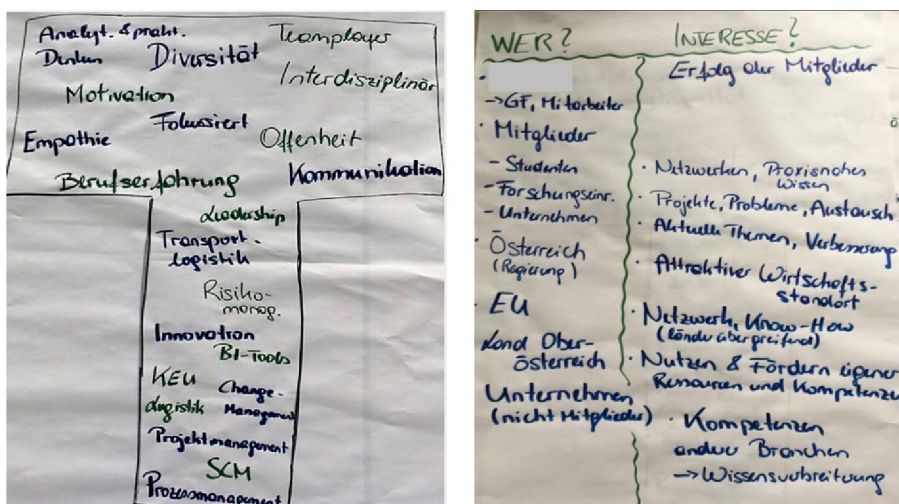 Analyt. & prakt.
Denken
Diversität
Teamplayer
Interdisziplinär
Motivation
Fokussiert
Empathie
Offenheit
Berufserfahrung
Kommunikation
Leadership
Transport-
logistik
Risiko-
manag.
Innovation
BI-Tools
KEU
Change-
Logistik
Management
Projektmanagement
SCM
Prozessmanagement
WER?
INTERESSE?
Erfolg der Mitglieder
→ GF, Mitarbeiter
· Mitglieder
- Studenten
· Netzwerken, Praxisnahes
Wissen
- Forschungseinr.
· Projekte, Probleme, Austausch
- Unternehmen
· Aktuelle Themen, Verbesserung
· Österreich
(Regierung)
· Attraktiver Wirtschafts-
standort
· EU
· Netzwerk, Know-How
(Länderübergreifend)
Land Ober-
österreich
· Nutzen & Fördern eigener
Ressourcen und Kompetenzen
Unternehmen
(nicht Mitglieder)
· Kompetenzen
anderer Branchen
→ Wissensverbreitung